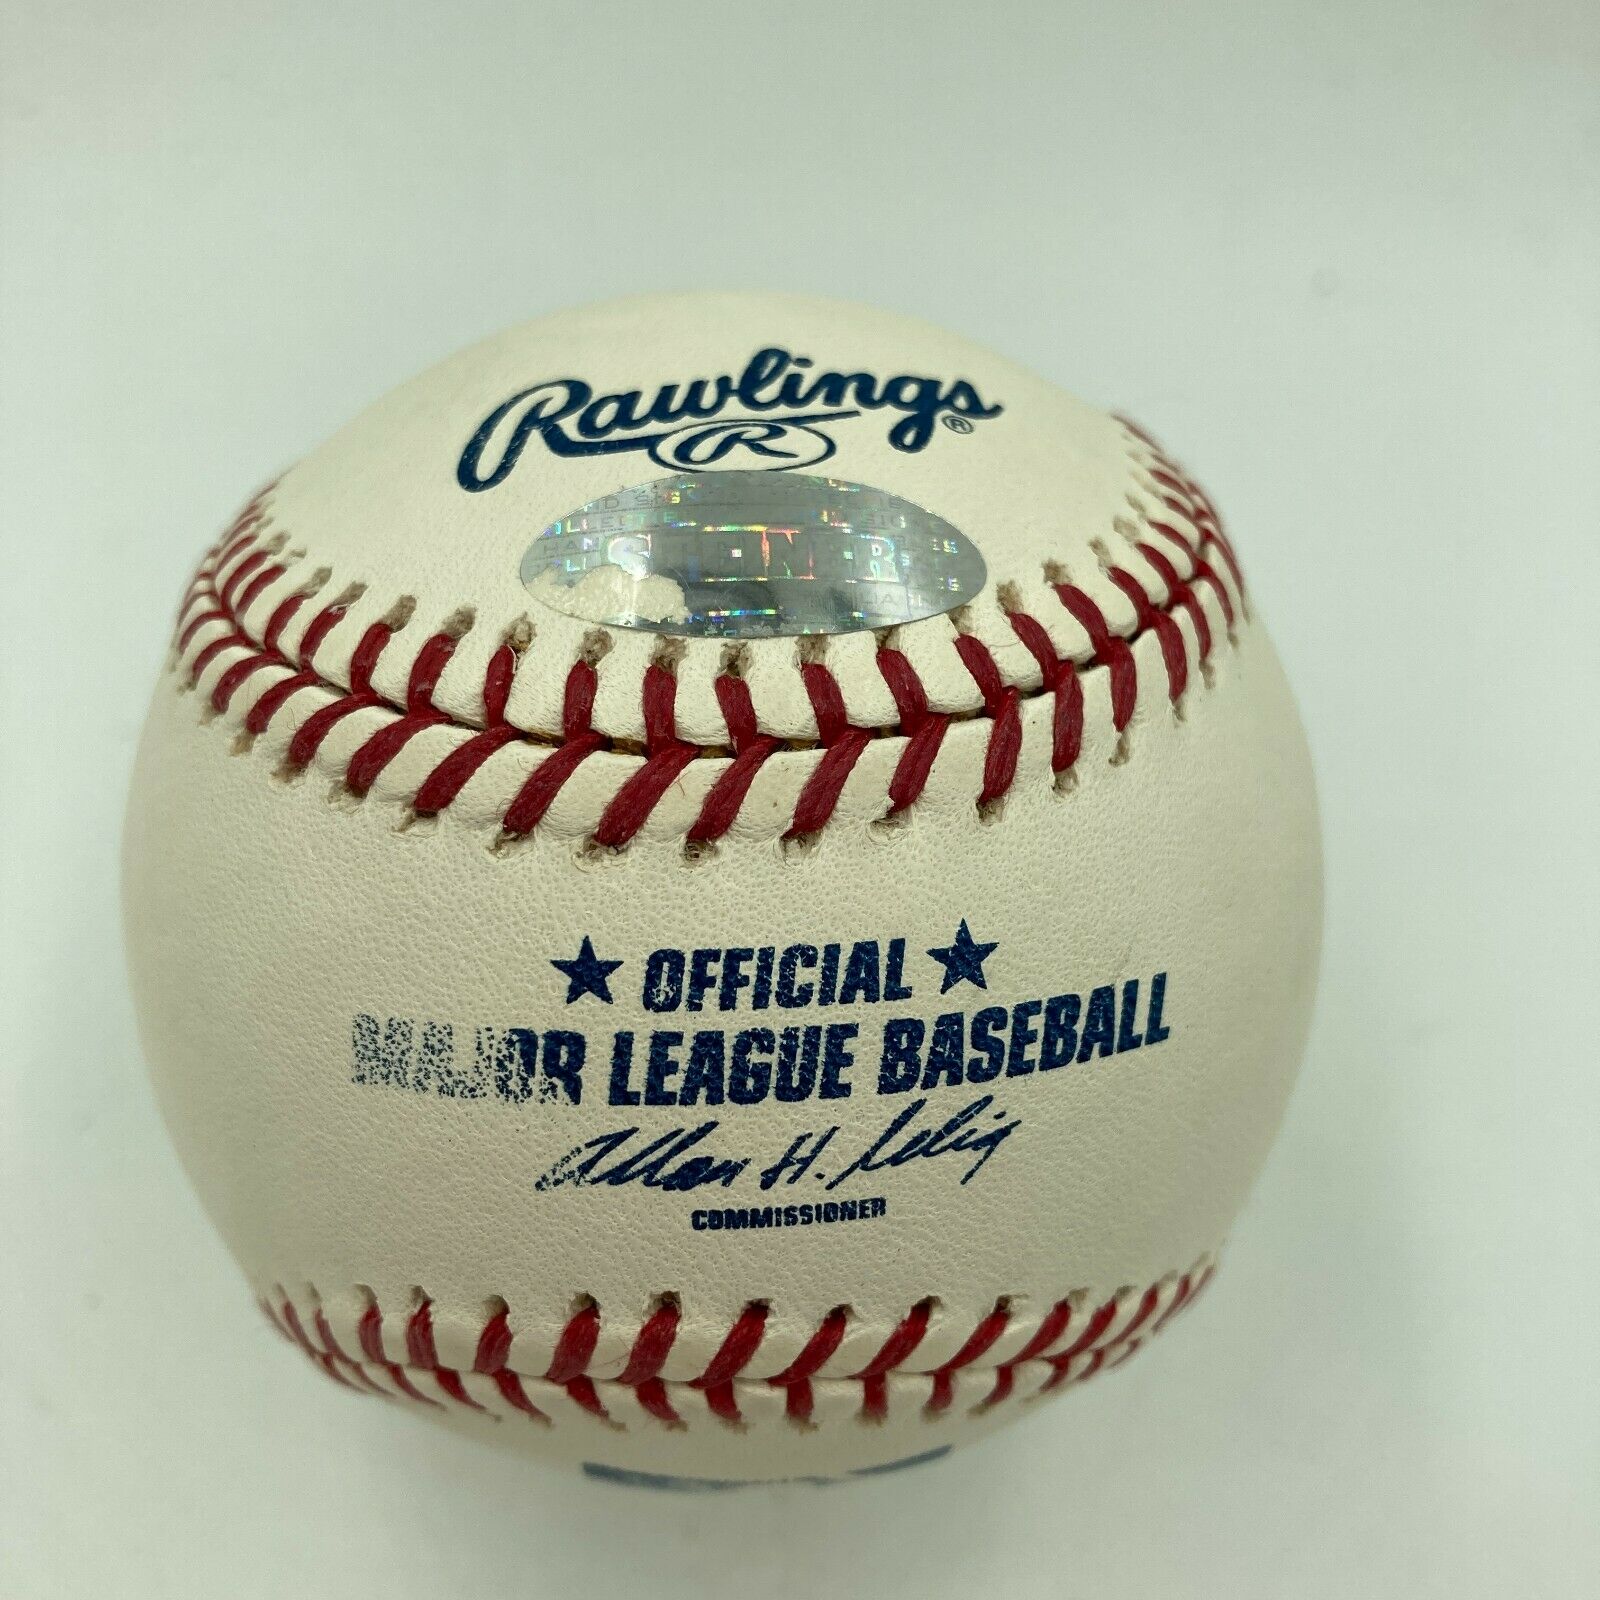 Rawlings®
R
★ OFFICIAL ★
MAJOR LEAGUE BASEBALL
Allan H. Selig
COMMISSIONER